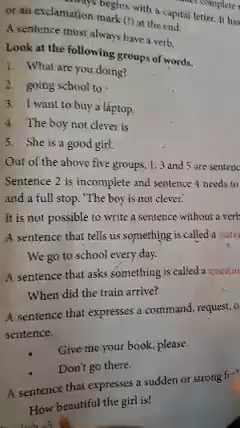 begins with a capital letter. It has
or an exclamation mark (!) at the end.
A sentence must always have a verb.
Look at the following groups of words.
1. What are you doing?
2 going school to
3. I want to buy a laptop.
4. The boy not clever is
5. She is a good girl.
Out of the above five groups, 1, 3 and 5 are
Sentence 2 is incomplete and sentence 4 needs to
and a full stop. 'The boy is not clever.'
It is not possible to write a sentence without a verb
A sentence that tells us something is called a
We go to school every day.
A sentence that asks something is called a
When did the train arrive?
A sentence that expresses a command, request, o
sentence.
• Give me your book, please.
• Don't go there.
A sentence that expresses a sudden or strong
How beautiful the girl is!